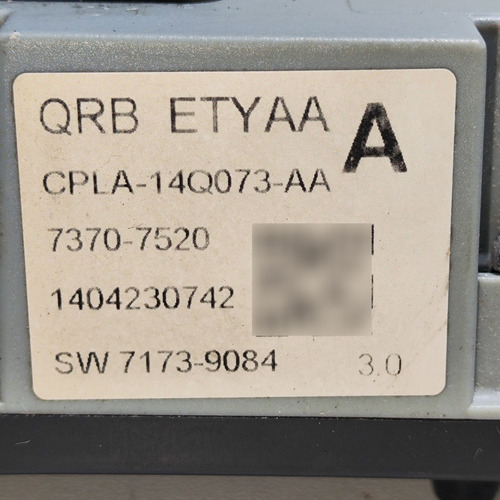 QRB ETYAA A
CPLA-14Q073-AA
7370-7520
1404230742
SW 7173-9084 3.0